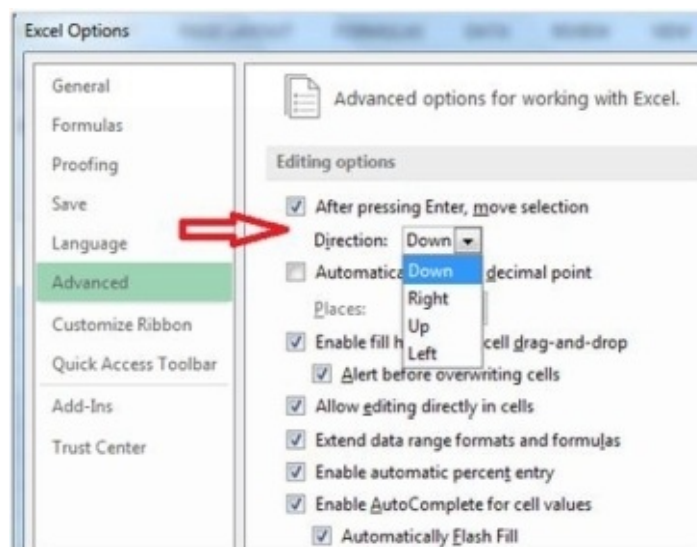 Excel Options
General
Formulas
Proofing
Save
Language
Advanced
Customize Ribbon
Quick Access Toolbar
Add-Ins
Trust Center
Advanced options for working with Excel.
Editing options
After pressing Enter, move selection
Direction: Down
Down
Right
Up
Left
decimal point
Places:
Enable fill cell drag-and-drop
Alert before overwriting cells
Allow editing directly in cells
Extend data range formats and formulas
Enable automatic percent entry
Enable AutoComplete for cell values
Automatically Flash Fill